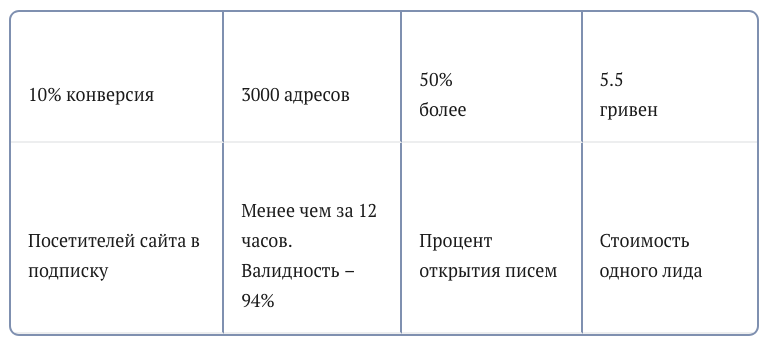 10% конверсия
3000 адресов
50%
более
5.5
гривен
Посетителей сайта в
подписку
Менее чем за 12
часов.
Валидность –
94%
Процент
открытия писем
Стоимость
одного лида